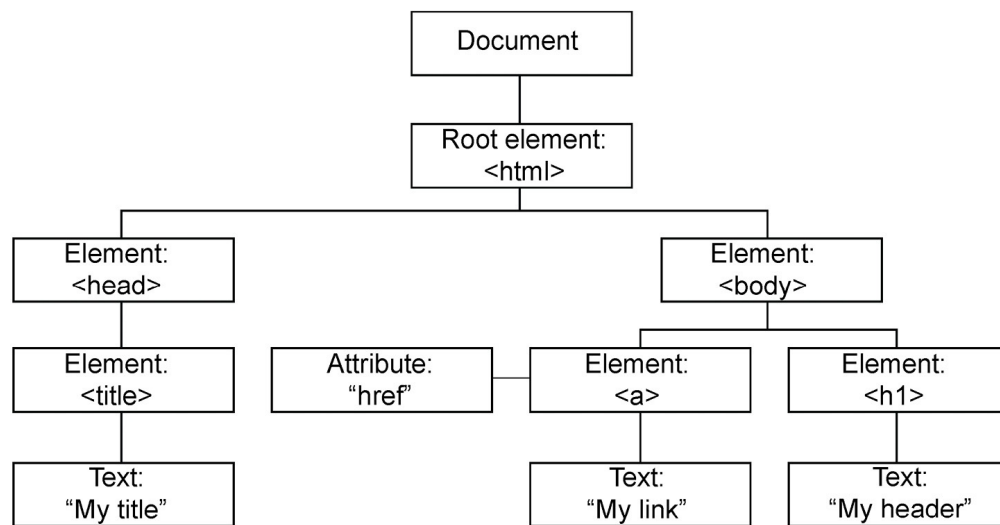 Document
Root element:
<html>
Element:
<head>
Element:
<body>
Element:
<title>
Attribute:
“href”
Element:
<a>
Element:
<h1>
Text:
“My title”
Text:
“My link”
Text:
“My header”